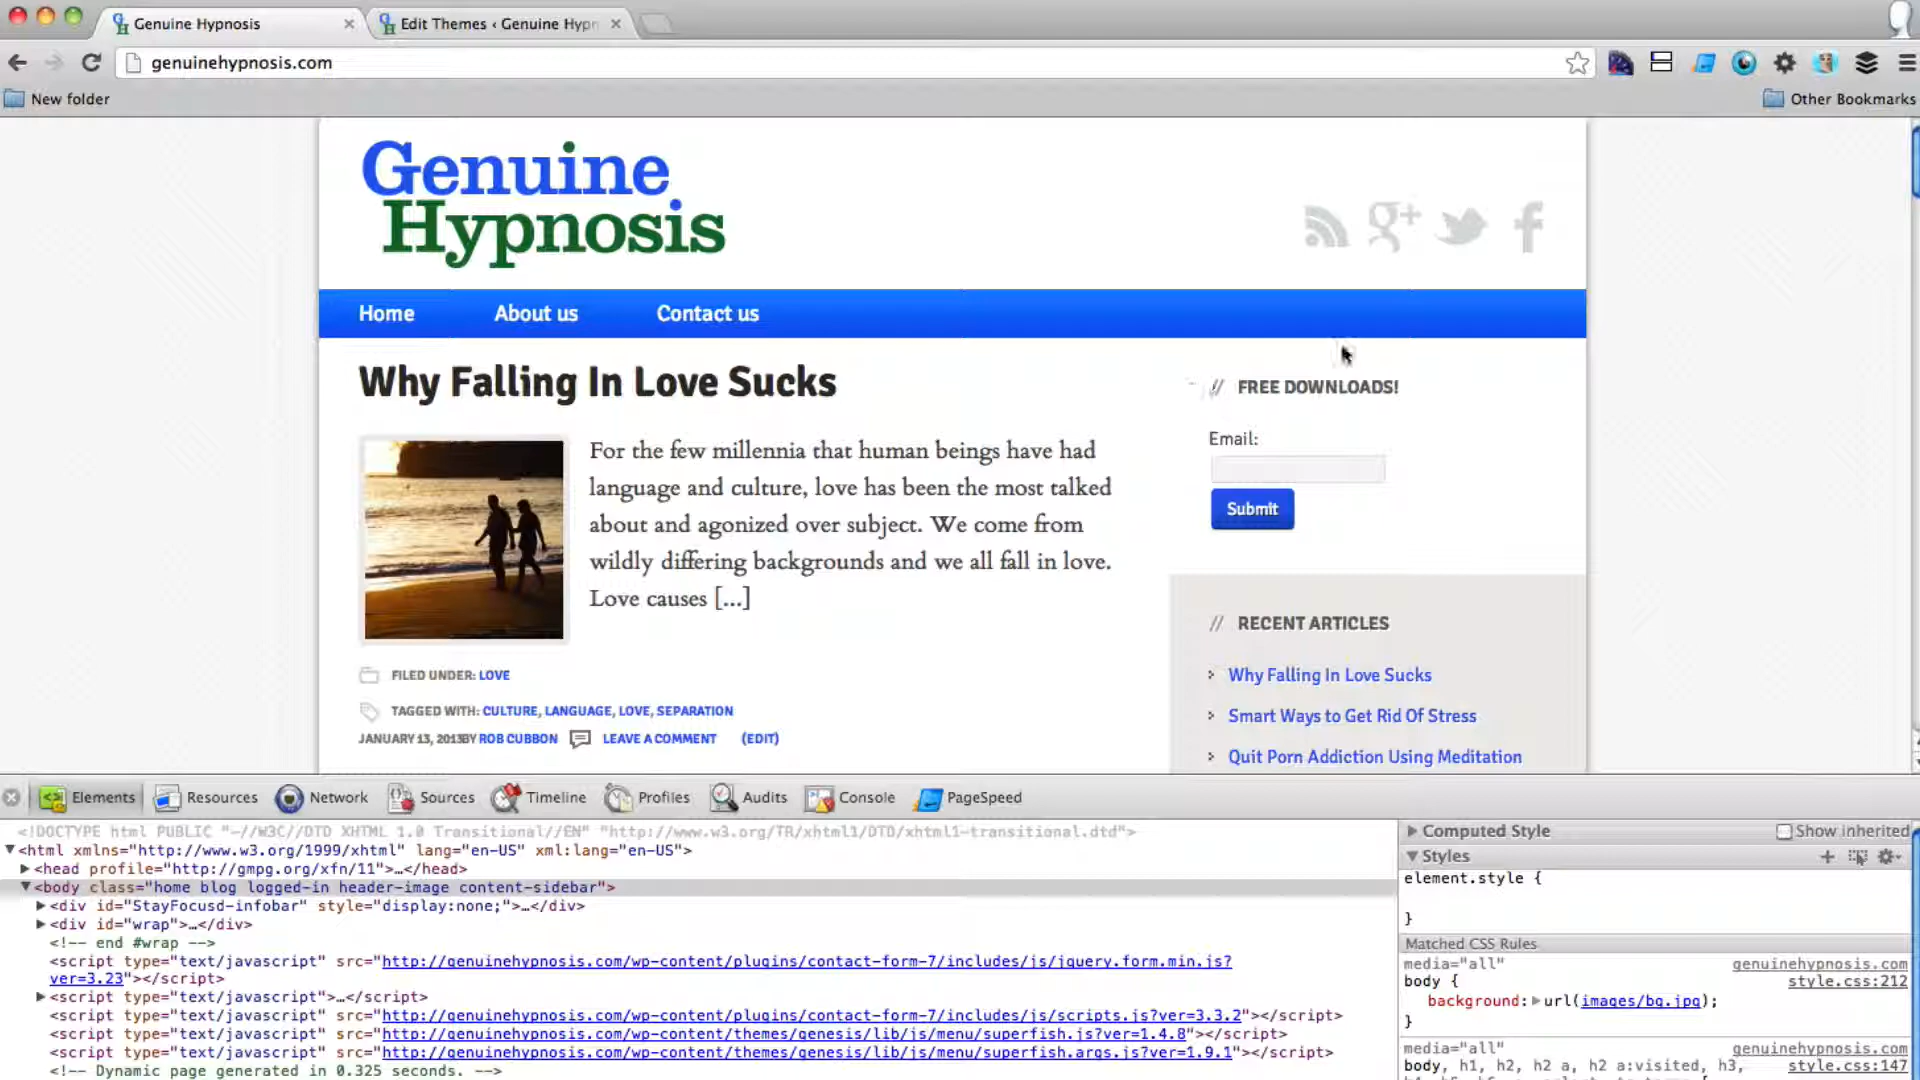 Genuine Hypnosis
Edit Themes ‹ Genuine Hypn
genuinehypnosis.com
New folder
Other Bookmarks
Genuine
Hypnosis
Home
About us
Contact us
Why Falling In Love Sucks
For the few millennia that human beings have had
language and culture, love has been the most talked
about and agonized over subject. We come from
wildly differing backgrounds and we all fall in love.
Love causes [...]
FILED UNDER: LOVE
TAGGED WITH: CULTURE, LANGUAGE, LOVE, SEPARATION
JANUARY 13, 2013BY ROB CUBBON LEAVE A COMMENT (EDIT)
// FREE DOWNLOADS!
Email:
Submit
// RECENT ARTICLES
Why Falling In Love Sucks
Smart Ways to Get Rid Of Stress
Quit Porn Addiction Using Meditation
Elements Resources Network Sources Timeline Profiles Audits Console PageSpeed
<!DOCTYPE html PUBLIC "-//W3C//DTD XHTML 1.0 Transitional//EN" "http://www.w3.org/TR/xhtml1/DTD/xhtml1-transitional.dtd">
<html xmlns="http://www.w3.org/1999/xhtml" lang="en-US" xml:lang="en-US">
<head profile="http://gmpg.org/xfn/11">…</head>
<body class="home blog logged-in header-image content-sidebar">
<div id="StayFocusd-infobar" style="display:none;">…</div>
<div id="wrap">…</div>
<!-- end #wrap -->
<script type="text/javascript" src="http://genuinehypnosis.com/wp-content/plugins/contact-form-7/includes/js/jquery.form.min.js?
ver=3.23"></script>
<script type="text/javascript">…</script>
<script type="text/javascript" src="http://genuinehypnosis.com/wp-content/plugins/contact-form-7/includes/js/scripts.js?ver=3.3.2"></script>
<script type="text/javascript" src="http://genuinehypnosis.com/wp-content/themes/genesis/lib/js/menu/superfish.js?ver=1.4.8"></script>
<script type="text/javascript" src="http://genuinehypnosis.com/wp-content/themes/genesis/lib/js/menu/superfish.args.js?ver=1.9.1"></script>
<!-- Dynamic page generated in 0.325 seconds. -->
Computed Style Show inherited
Styles
element.style {
}
Matched CSS Rules
media="all" genuinehypnosis.com
body { style.css:212
background: url(images/bg.jpg);
}
media="all" genuinehypnosis.com
body, h1, h2, h2 a, h2 a:visited, h3, style.css:147